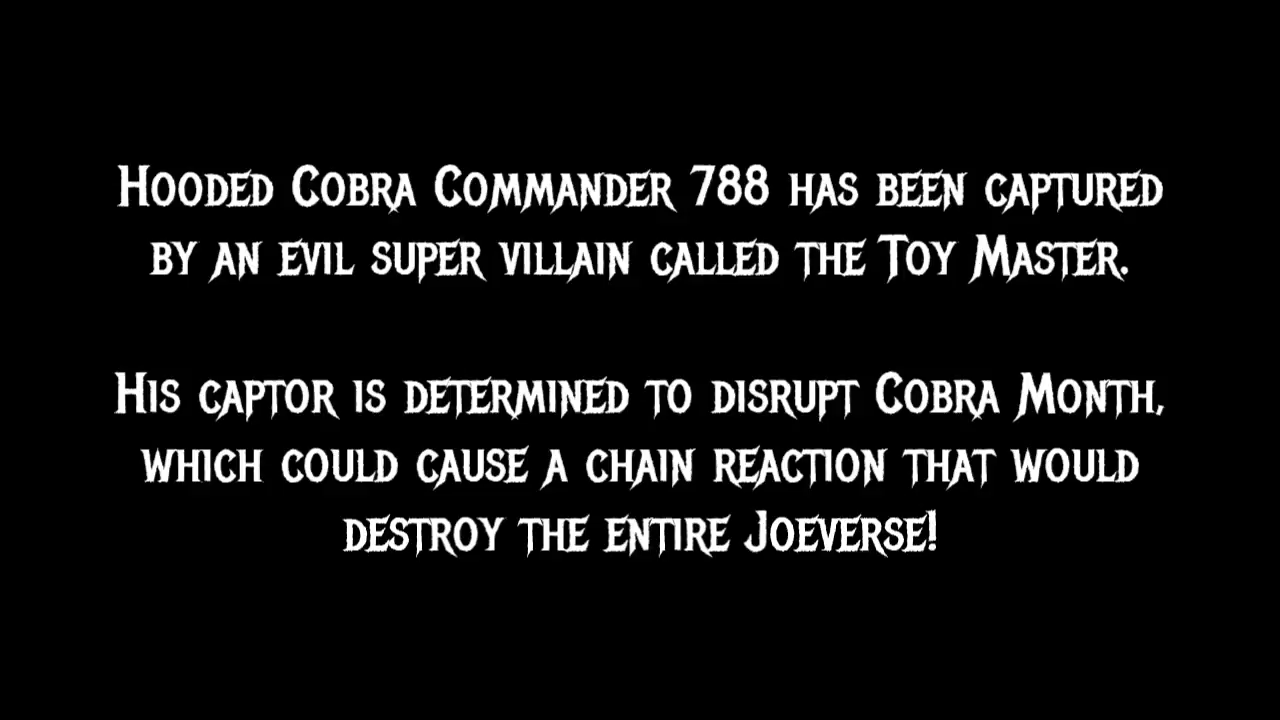 Hooded Cobra Commander 788 has been captured
by an evil super villain called the Toy Master.
His captor is determined to disrupt Cobra Month,
which could cause a chain reaction that would
destroy the entire Joeverse!